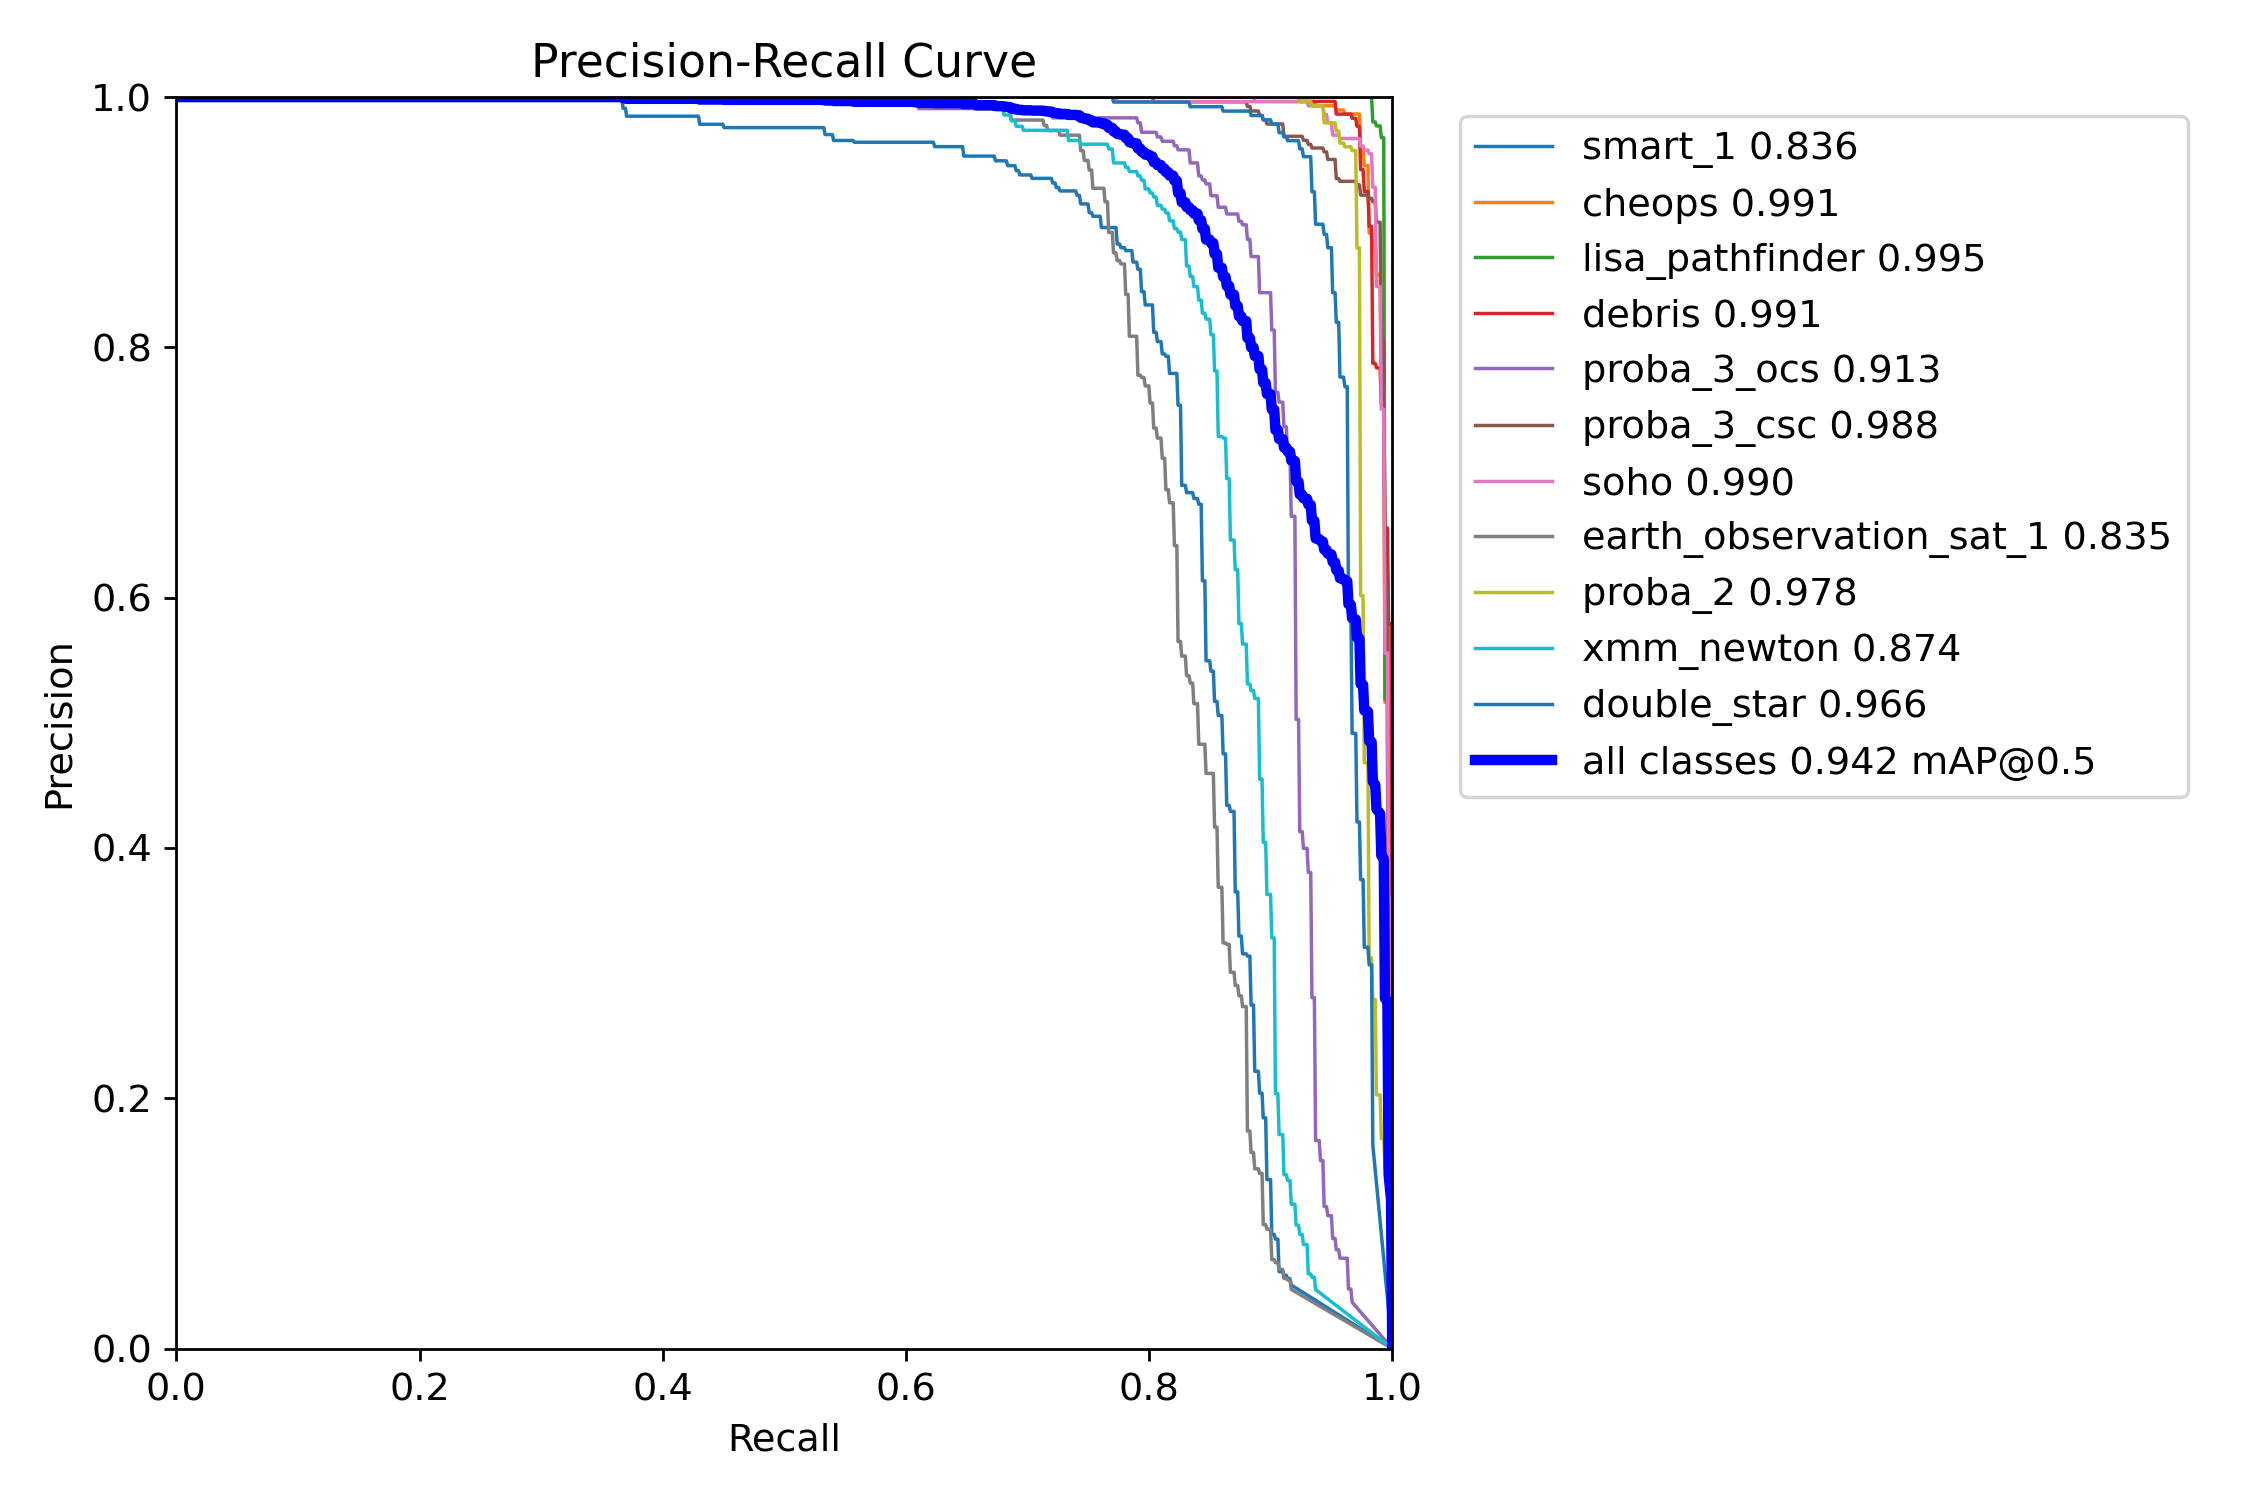 Precision-Recall Curve
1.0
0.8
0.6
0.4
0.2
0.0
Precision
0.0 0.2 0.4 0.6 0.8 1.0
Recall
smart_1 0.836
cheops 0.991
lisa_pathfinder 0.995
debris 0.991
proba_3_ocs 0.913
proba_3_csc 0.988
soho 0.990
earth_observation_sat_1 0.835
proba_2 0.978
xmm_newton 0.874
double_star 0.966
all classes 0.942 mAP@0.5